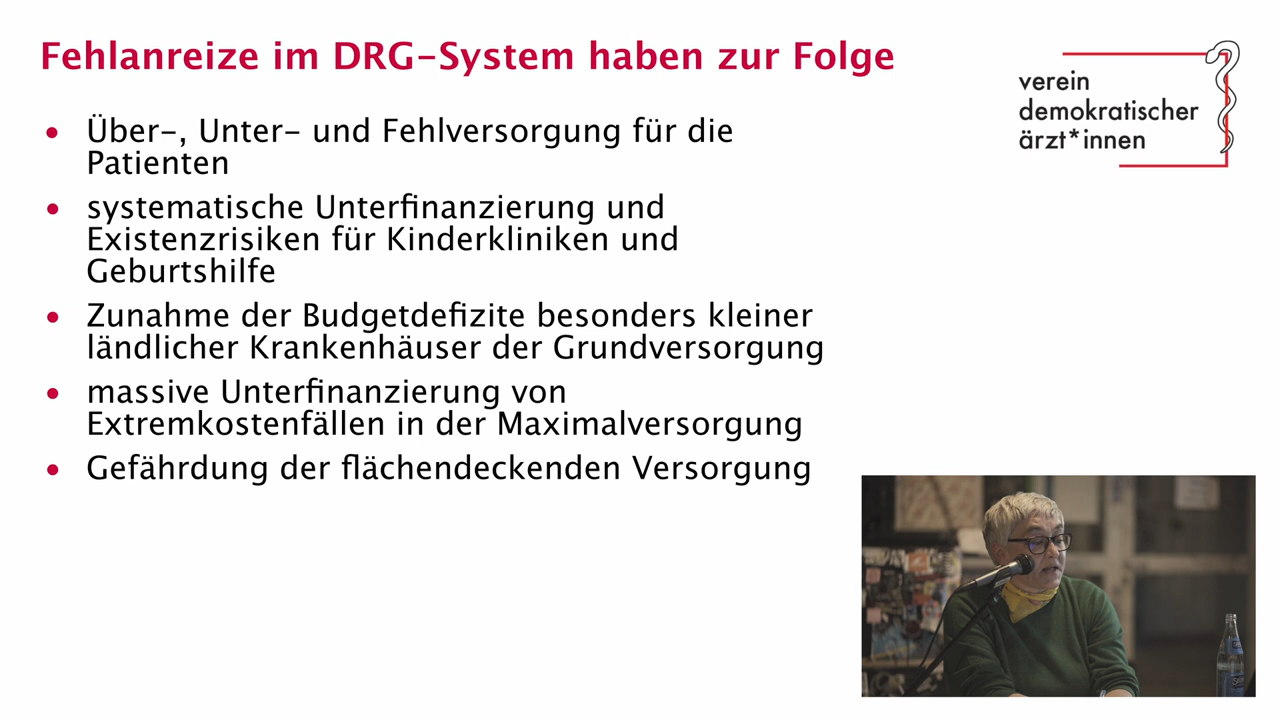 Fehlanreize im DRG-System haben zur Folge
verein
demokratischer
ärzt*innen
• Über-, Unter- und Fehlversorgung für die
Patienten
• systematische Unterfinanzierung und
Existenzrisiken für Kinderkliniken und
Geburtshilfe
• Zunahme der Budgetdefizite besonders kleiner
ländlicher Krankenhäuser der Grundversorgung
• massive Unterfinanzierung von
Extremkostenfällen in der Maximalversorgung
• Gefährdung der flächendeckenden Versorgung